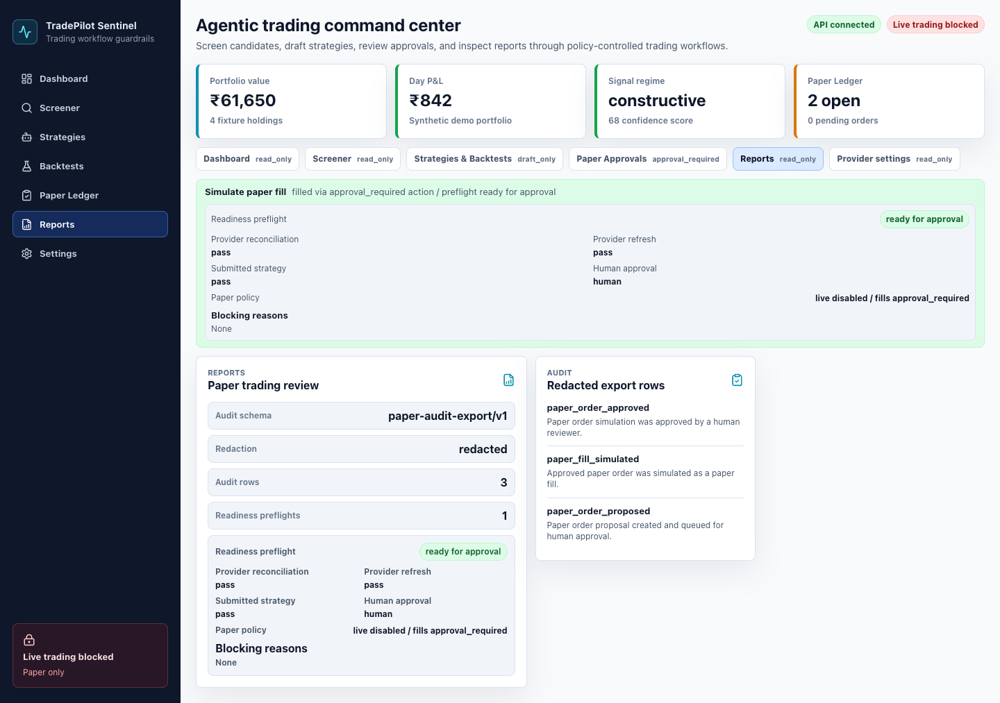 TradePilot Sentinel
Trading workflow guardrails
Dashboard
Screener
Strategies
Backtests
Paper Ledger
Reports
Settings
Live trading blocked
Paper only
Agentic trading command center
API connected
Live trading blocked
Screen candidates, draft strategies, review approvals, and inspect reports through policy-controlled trading workflows.
Portfolio value
₹61,650
4 fixture holdings
Day P&L
₹842
Synthetic demo portfolio
Signal regime
constructive
68 confidence score
Paper Ledger
2 open
0 pending orders
Dashboard read_only
Screener read_only
Strategies & Backtests draft_only
Paper Approvals approval_required
Reports read_only
Provider settings read_only
Simulate paper fill filled via approval_required action / preflight ready for approval
Readiness preflight
ready for approval
Provider reconciliation
pass
Provider refresh
pass
Submitted strategy
pass
Human approval
human
Paper policy
live disabled / fills approval_required
Blocking reasons
None
REPORTS
Paper trading review
Audit schema
paper-audit-export/v1
Redaction
redacted
Audit rows
3
Readiness preflights
1
Readiness preflight
ready for approval
Provider reconciliation
pass
Provider refresh
pass
Submitted strategy
pass
Human approval
human
Paper policy
live disabled / fills approval_required
Blocking reasons
None
AUDIT
Redacted export rows
paper_order_approved
Paper order simulation was approved by a human
reviewer.
paper_fill_simulated
Approved paper order was simulated as a paper
fill.
paper_order_proposed
Paper order proposal created and queued for
human approval.